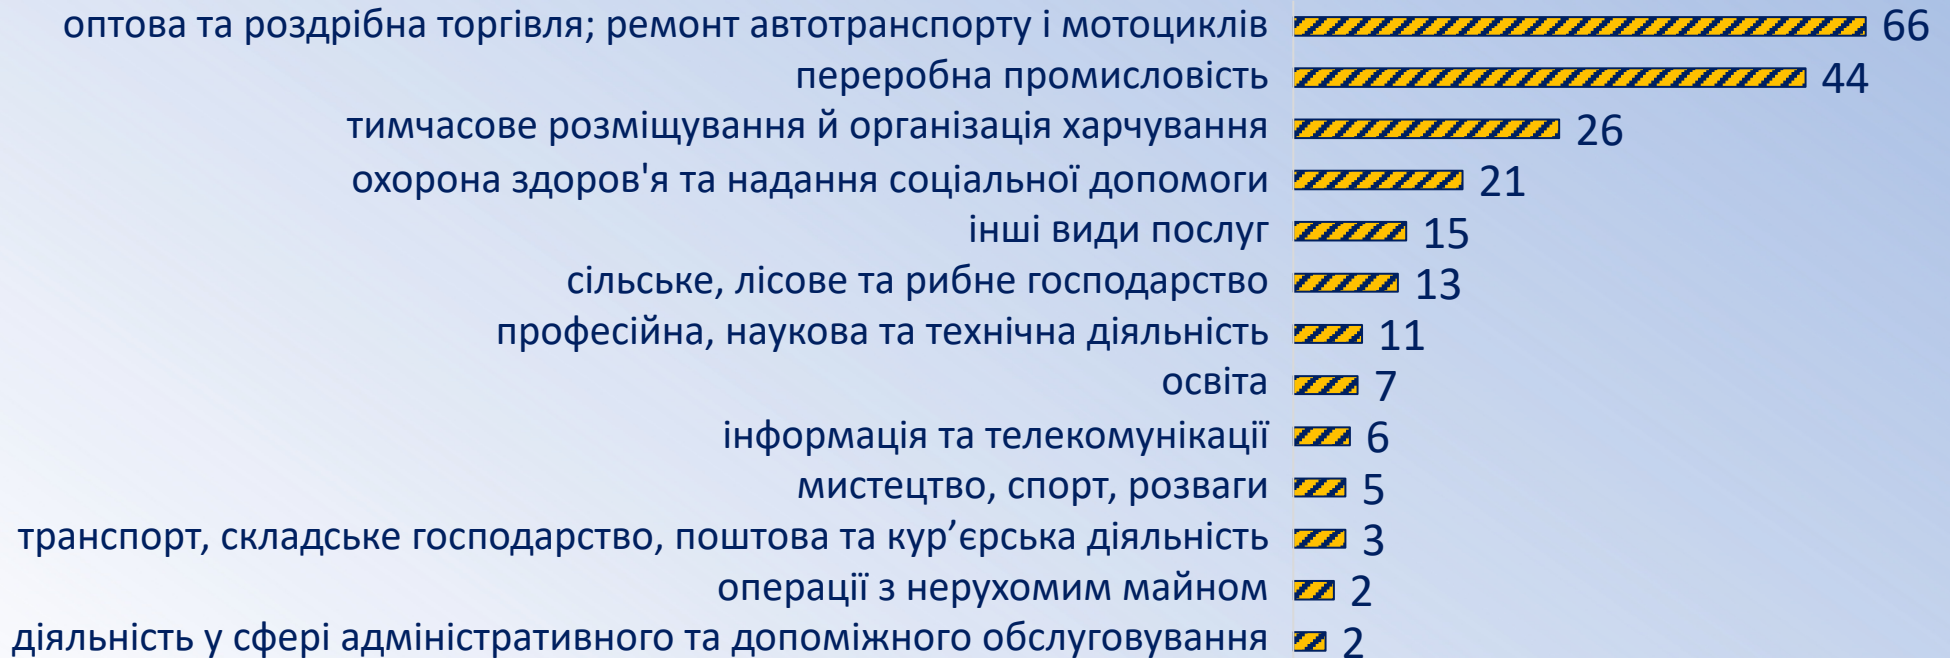 оптова та роздрібна торгівля; ремонт автотранспорту і мотоциклів 66
переробна промисловість 44
тимчасове розміщування й організація харчування 26
охорона здоров'я та надання соціальної допомоги 21
інші види послуг 15
сільське, лісове та рибне господарство 13
професійна, наукова та технічна діяльність 11
освіта 7
інформація та телекомунікації 6
мистецтво, спорт, розваги 5
транспорт, складське господарство, поштова та кур’єрська діяльність 3
операції з нерухомим майном 2
діяльність у сфері адміністративного та допоміжного обслуговування 2